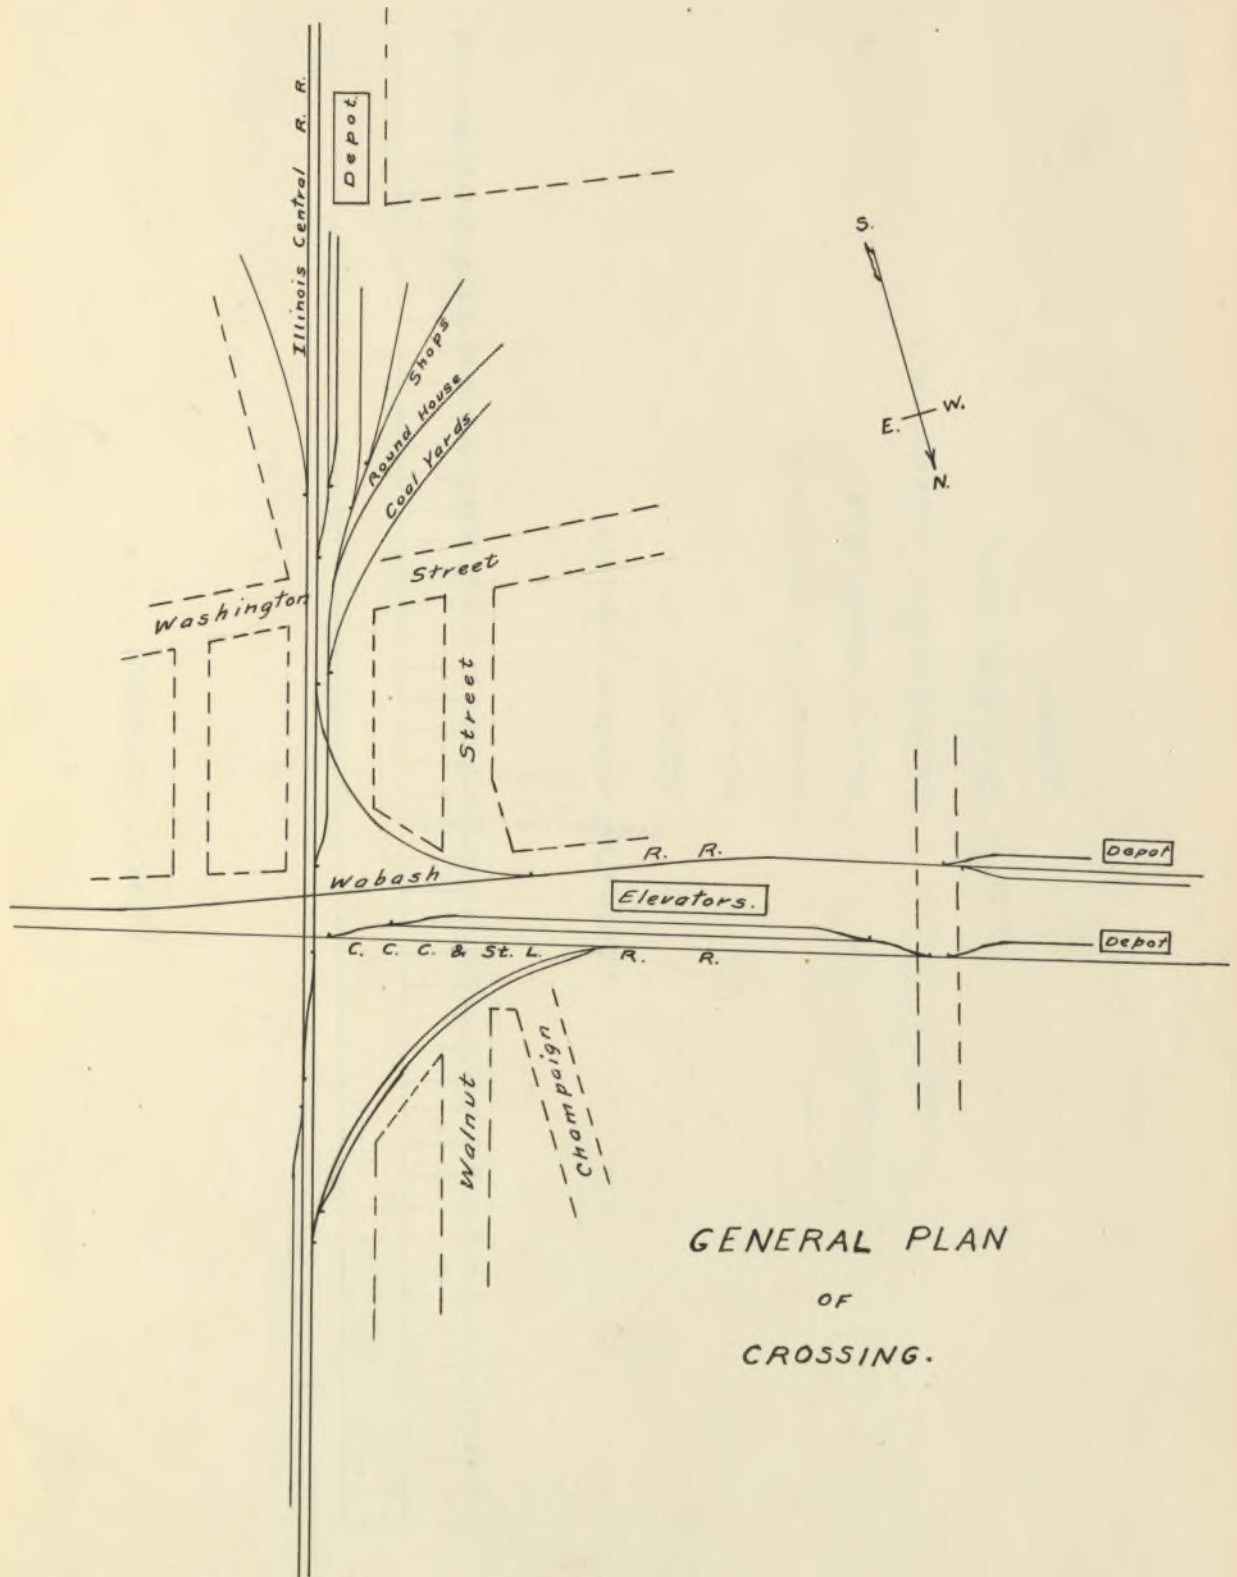 Illinois Central R. R.
Depot.
S.
E.
W.
N.
Shops
Round House
Coal Yards
Washington Street
Street
Wabash R. R.
Depot
Elevators.
C. C. C. & St. L. R. R.
Depot
Walnut
Champaign
GENERAL PLAN
OF
CROSSING.